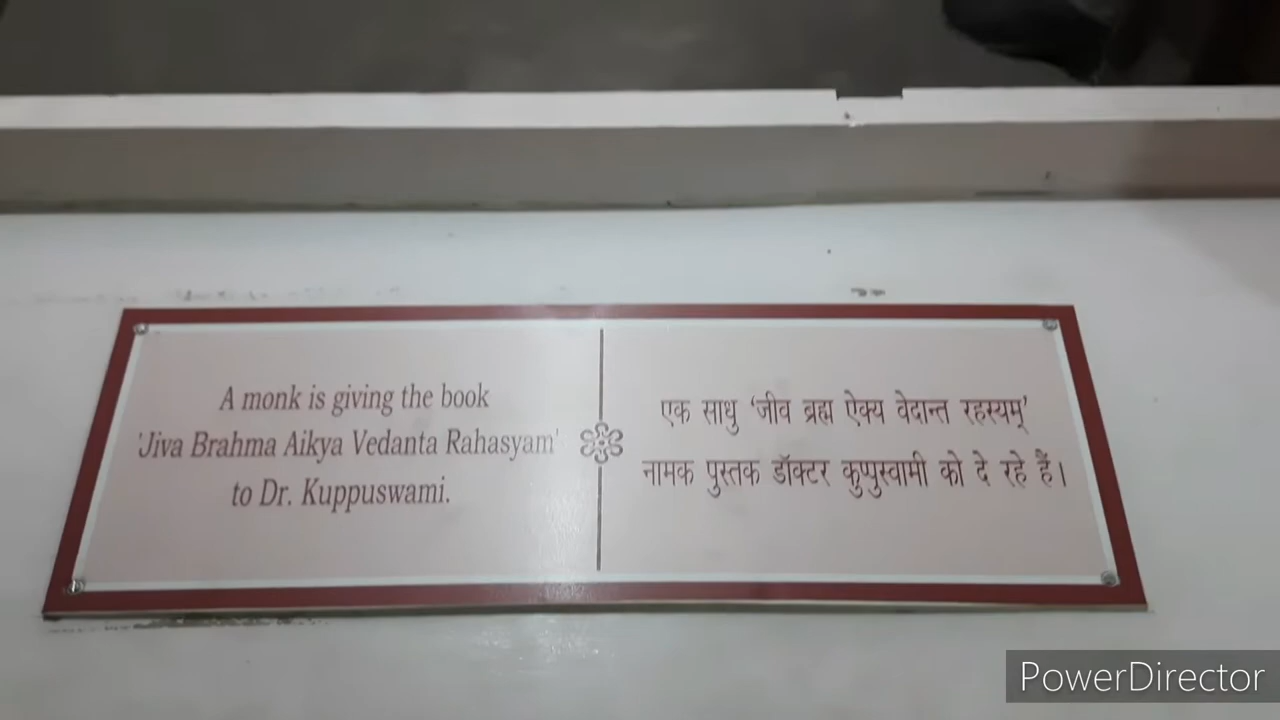 A monk is giving the book
'Jiva Brahma Aikya Vedanta Rahasyam'
to Dr. Kuppuswami.
एक साधु ‘जीव ब्रह्म ऐक्य वेदान्त रहस्यम्’
नामक पुस्तक डॉक्टर कुप्पुस्वामी को दे रहे हैं।
PowerDirector